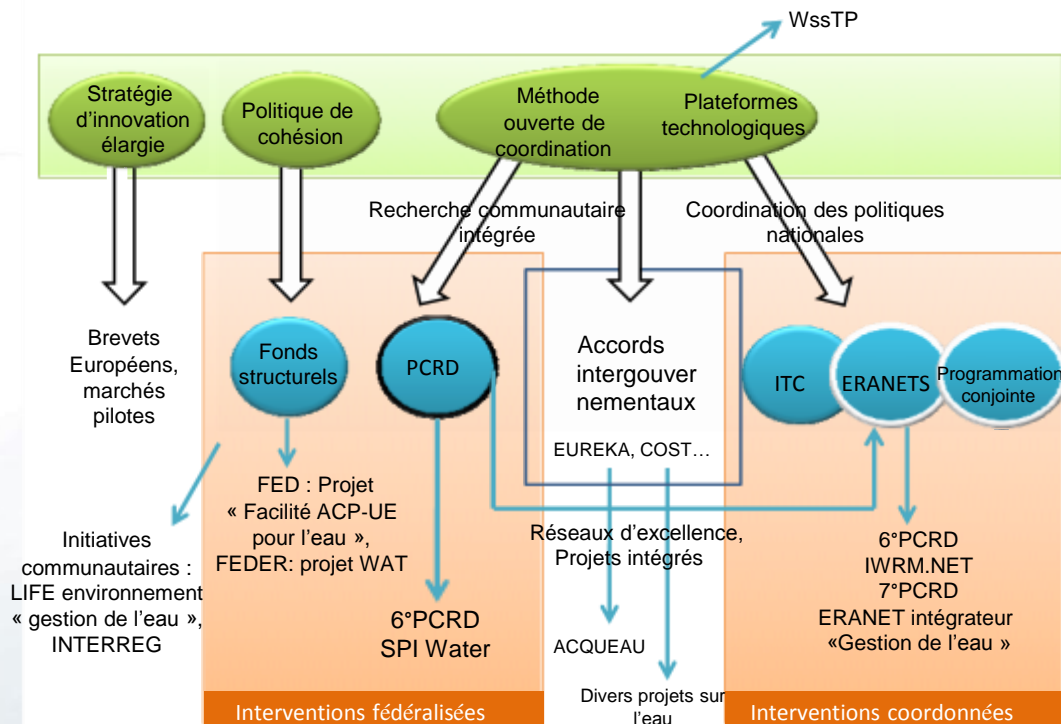 WssTP
Stratégie
d’innovation
élargie
Politique de
cohésion
Méthode
ouverte de
coordination
Plateformes
technologiques
Recherche communautaire
intégrée
Coordination des politiques
nationales
Brevets
Européens,
marchés
pilotes
Fonds
structurels
PCRD
Accords
intergouver
nementaux
EUREKA, COST…
ITC
ERANETS
Programmation
conjointe
Initiatives
communautaires :
LIFE environnement
« gestion de l’eau »,
INTERREG
FED : Projet
« Facilité ACP-UE
pour l’eau »,
FEDER: projet WAT
6°PCRD
SPI Water
Réseaux d’excellence,
Projets intégrés
ACQUEAU
Divers projets sur
l’eau
6°PCRD
IWRM.NET
7°PCRD
ERANET intégrateur
«Gestion de l’eau »
Interventions fédéralisées
Interventions coordonnées